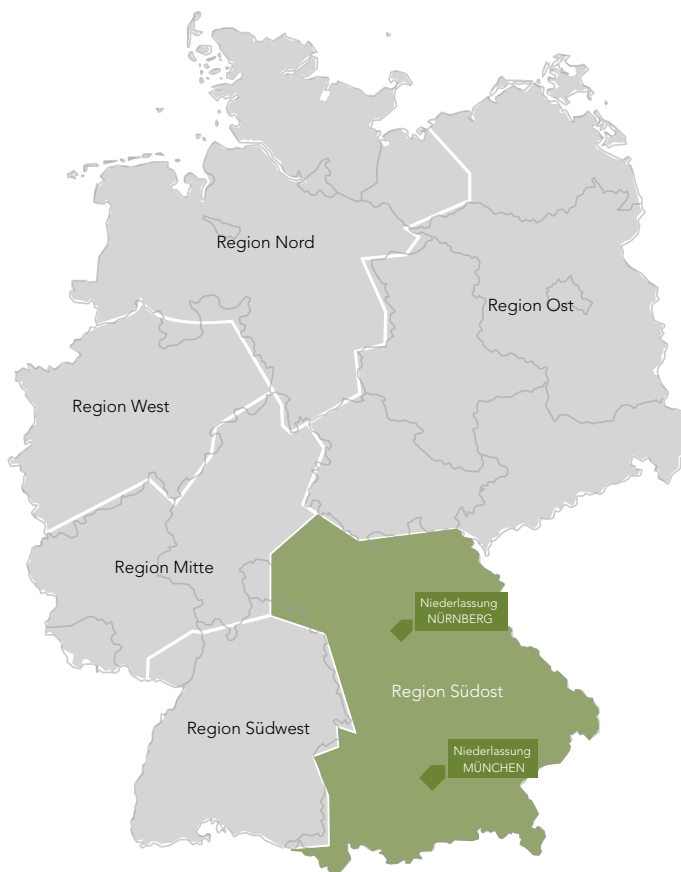 Region Nord
Region Ost
Region West
Region Mitte
Niederlassung
NÜRNBERG
Region Südost
Region Südwest
Niederlassung
MÜNCHEN